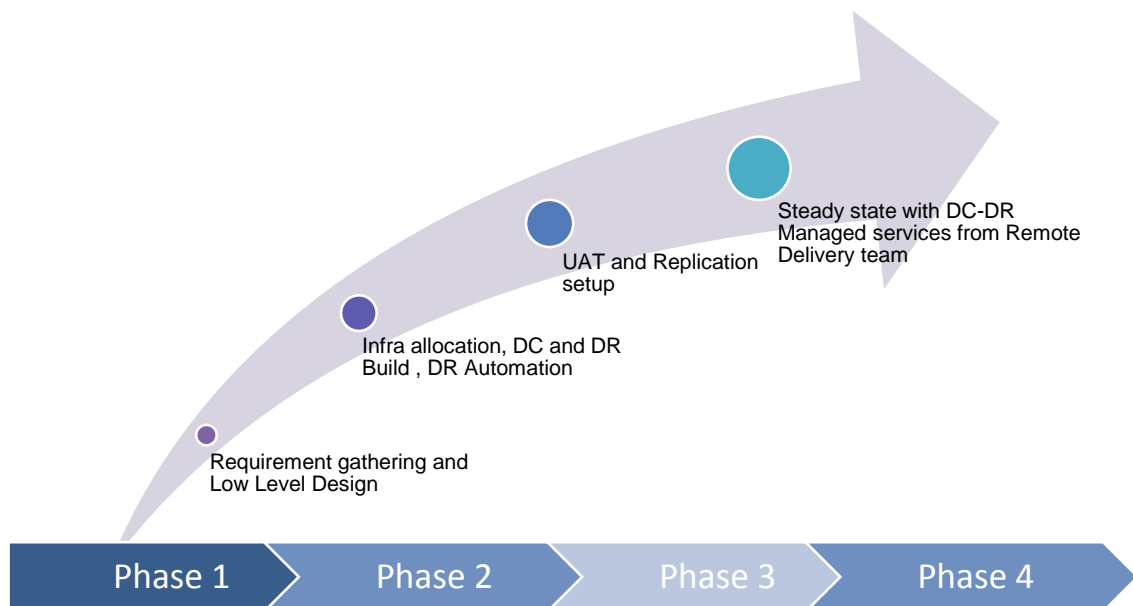 Steady state with DC-DR
Managed services from Remote
Delivery team
UAT and Replication
setup
Infra allocation, DC and DR
Build , DR Automation
Requirement gathering and
Low Level Design
Phase 1
Phase 2
Phase 3
Phase 4